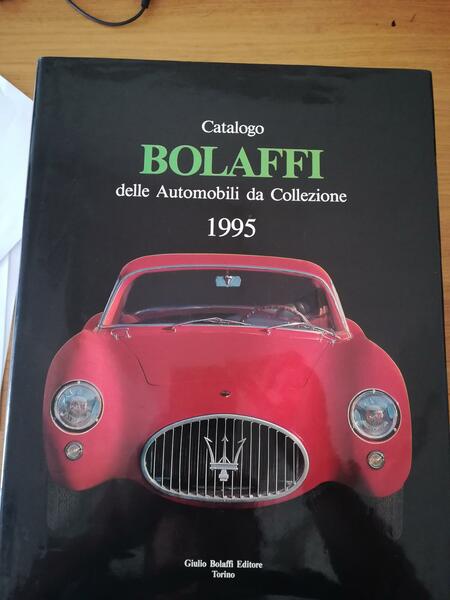 Catalogo
BOLAFFI
delle Automobili da Collezione
1995
Giulio Bolaffi Editore
Torino